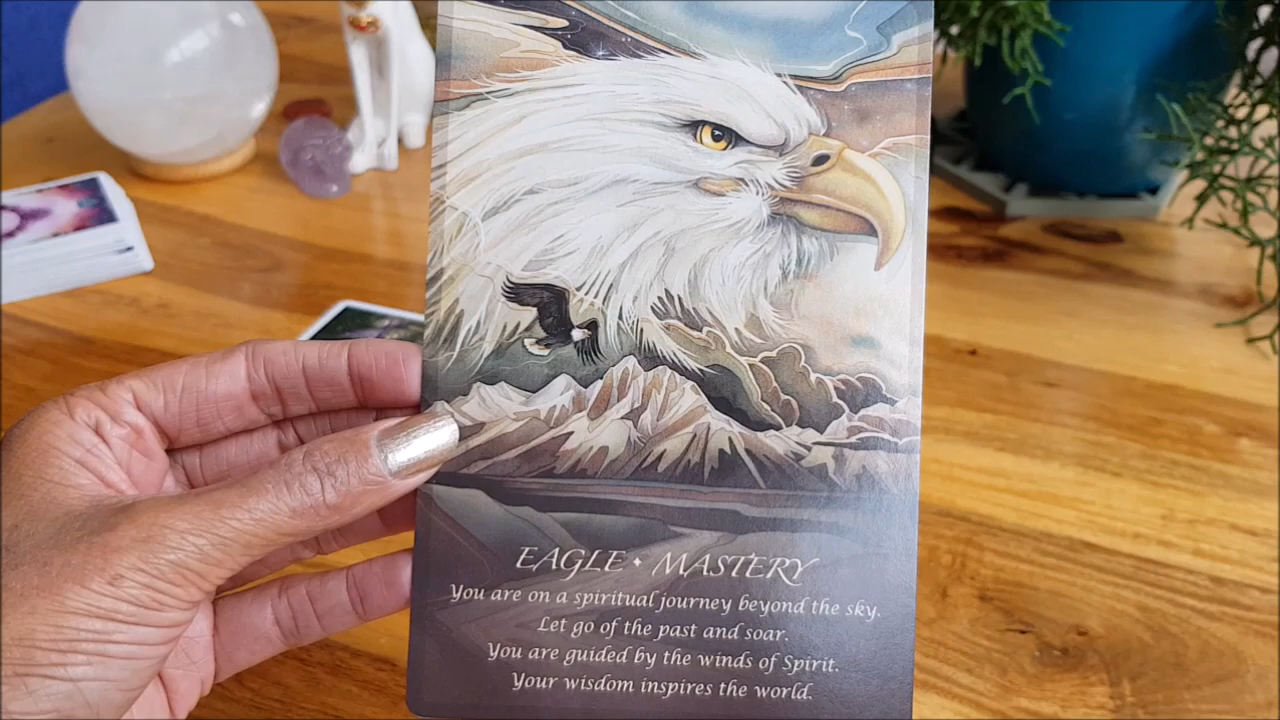 EAGLE ✦ MASTERY
You are on a spiritual journey beyond the sky.
Let go of the past and soar.
You are guided by the winds of Spirit.
Your wisdom inspires the world.